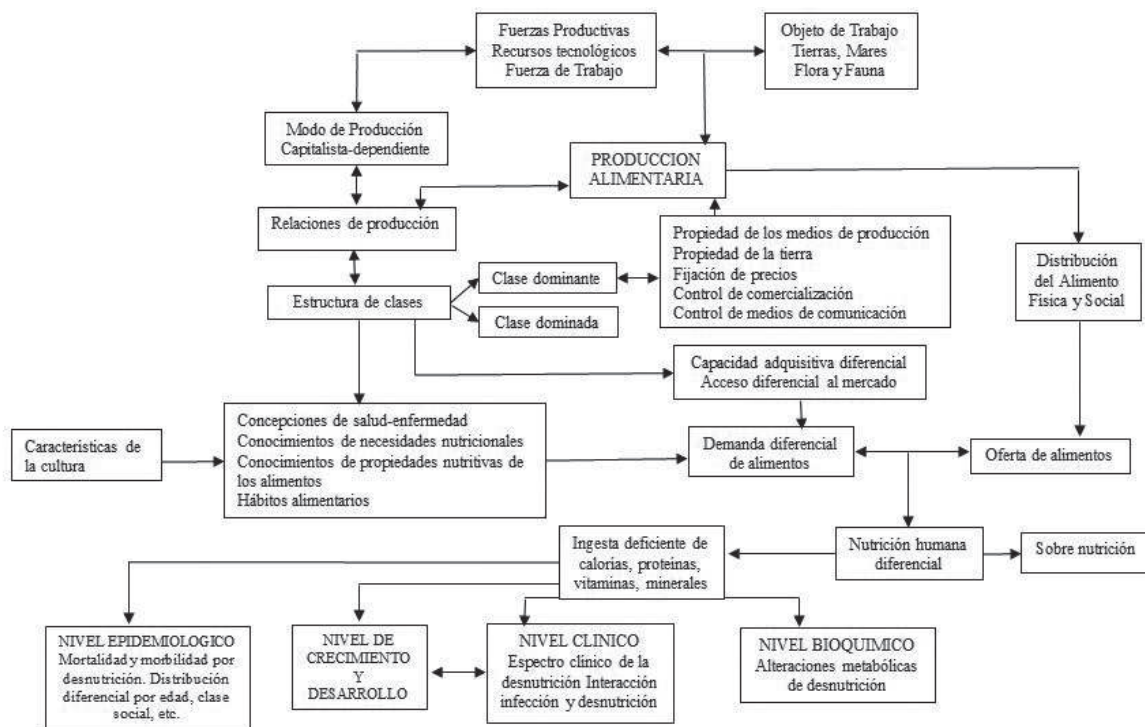 Fuerzas Productivas
Recursos tecnológicos
Fuerza de Trabajo
Objeto de Trabajo
Tierras, Mares
Flora y Fauna
Modo de Producción
Capitalista-dependiente
PRODUCCION
ALIMENTARIA
Relaciones de producción
Propiedad de los medios de producción
Propiedad de la tierra
Fijación de precios
Control de comercialización
Control de medios de comunicación
Distribución
del Alimento
Física y Social
Estructura de clases
Clase dominante
Clase dominada
Capacidad adquisitiva diferencial
Acceso diferencial al mercado
Características de
la cultura
Concepciones de salud-enfermedad
Conocimientos de necesidades nutricionales
Conocimientos de propiedades nutritivas de
los alimentos
Hábitos alimentarios
Demanda diferencial
de alimentos
Oferta de alimentos
Ingesta deficiente de
calorías, proteínas,
vitaminas, minerales
Nutrición humana
diferencial
Sobre nutrición
NIVEL EPIDEMIOLOGICO
Mortalidad y morbilidad por
desnutrición. Distribución
diferencial por edad, clase
social, etc.
NIVEL DE
CRECIMIENTO
Y
DESARROLLO
NIVEL CLINICO
Espectro clínico de la
desnutrición Interacción
infección y desnutrición
NIVEL BIOQUIMICO
Alteraciones metabólicas
de desnutrición